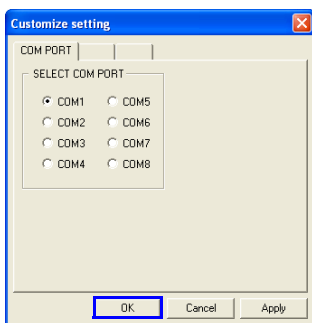 Customize setting
COM PORT
SELECT COM PORT
COM1 COM5
COM2 COM6
COM3 COM7
COM4 COM8
OK Cancel Apply